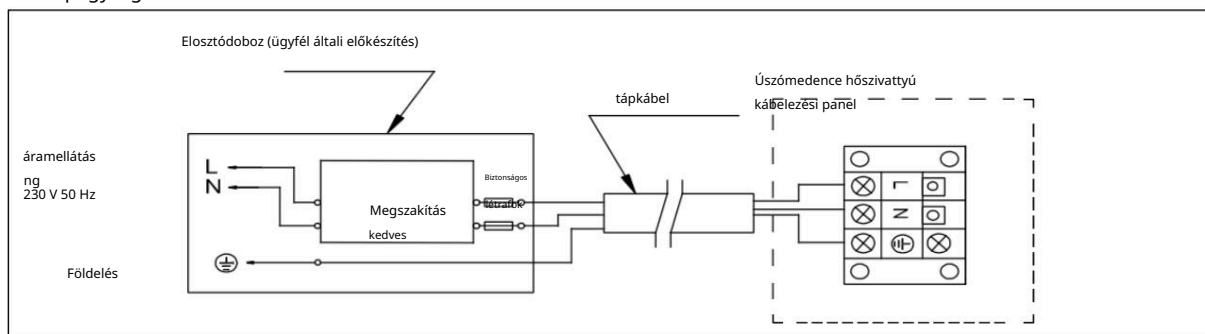 Elosztódoboz (ügyfél általi előkészítés)
Úszómedence hőszivattyú
kábelezési panel
tápkábel
áramellátás
ng
230 V 50 Hz
L
N
Biztonságos
Megszakítás
kedves
Földelés
L
N